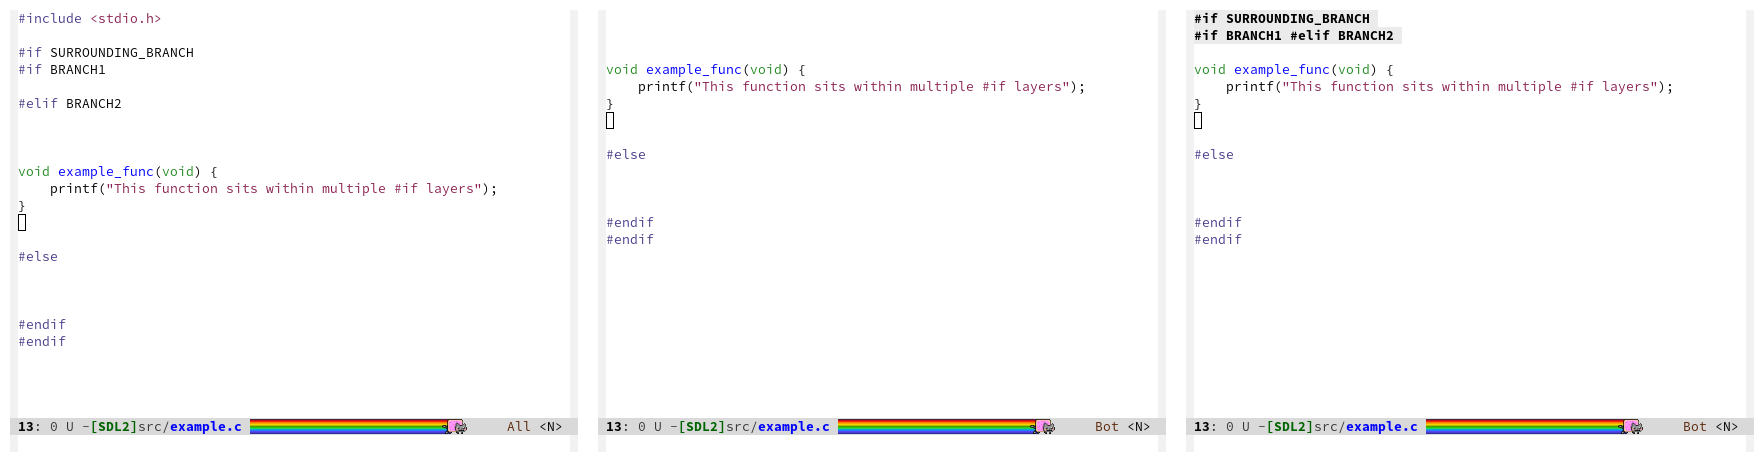 #include <stdio.h>
#if SURROUNDING_BRANCH
#if BRANCH1
#elif BRANCH2
void example_func(void) {
    printf("This function sits within multiple #if layers");
}
#else
#endif
#endif
13: 0 U -[SDL2]src/example.c All <N>
void example_func(void) {
    printf("This function sits within multiple #if layers");
}
#else
#endif
#endif
13: 0 U -[SDL2]src/example.c Bot <N>
#if SURROUNDING_BRANCH
#if BRANCH1 #elif BRANCH2
void example_func(void) {
    printf("This function sits within multiple #if layers");
}
#else
#endif
#endif
13: 0 U -[SDL2]src/example.c Bot <N>